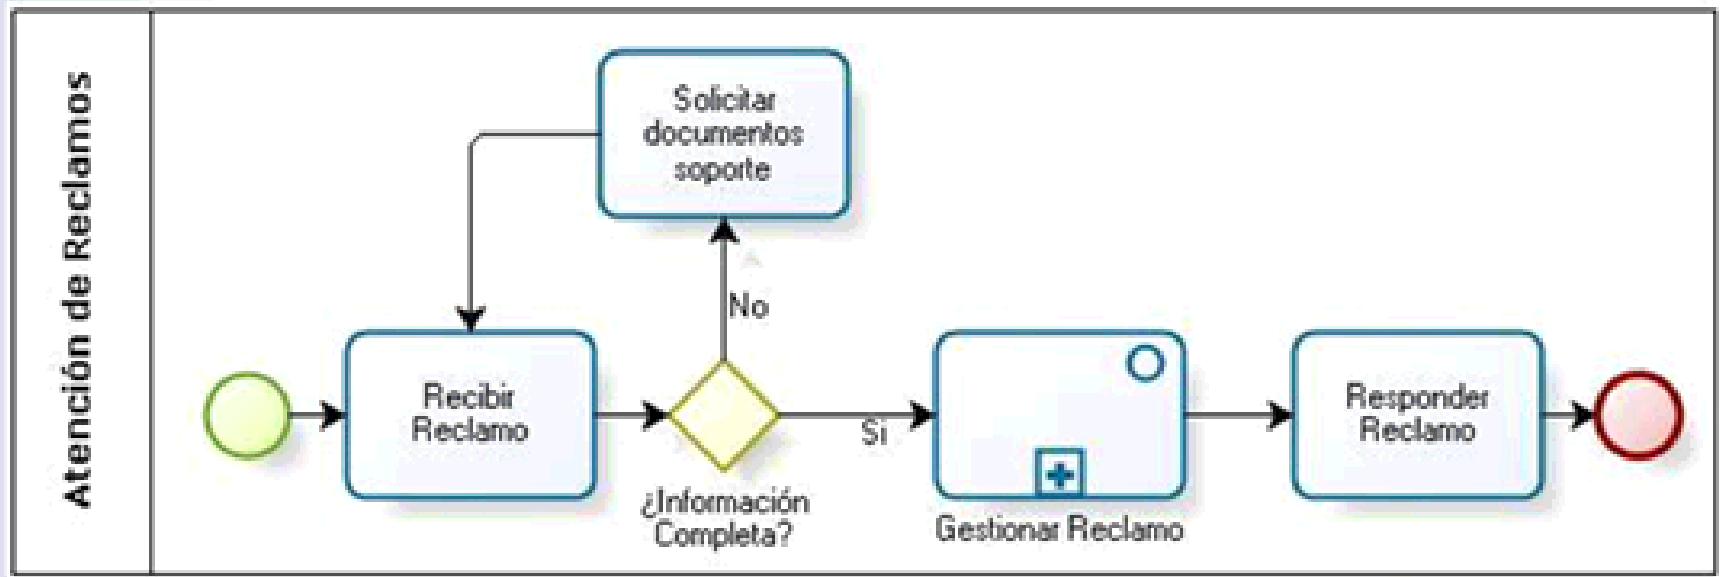 Atención de Reclamos
Solicitar
documentos
soporte
No
Recibir
Reclamo
¿Información
Completa?
Si
Gestionar Reclamo
Responder
Reclamo